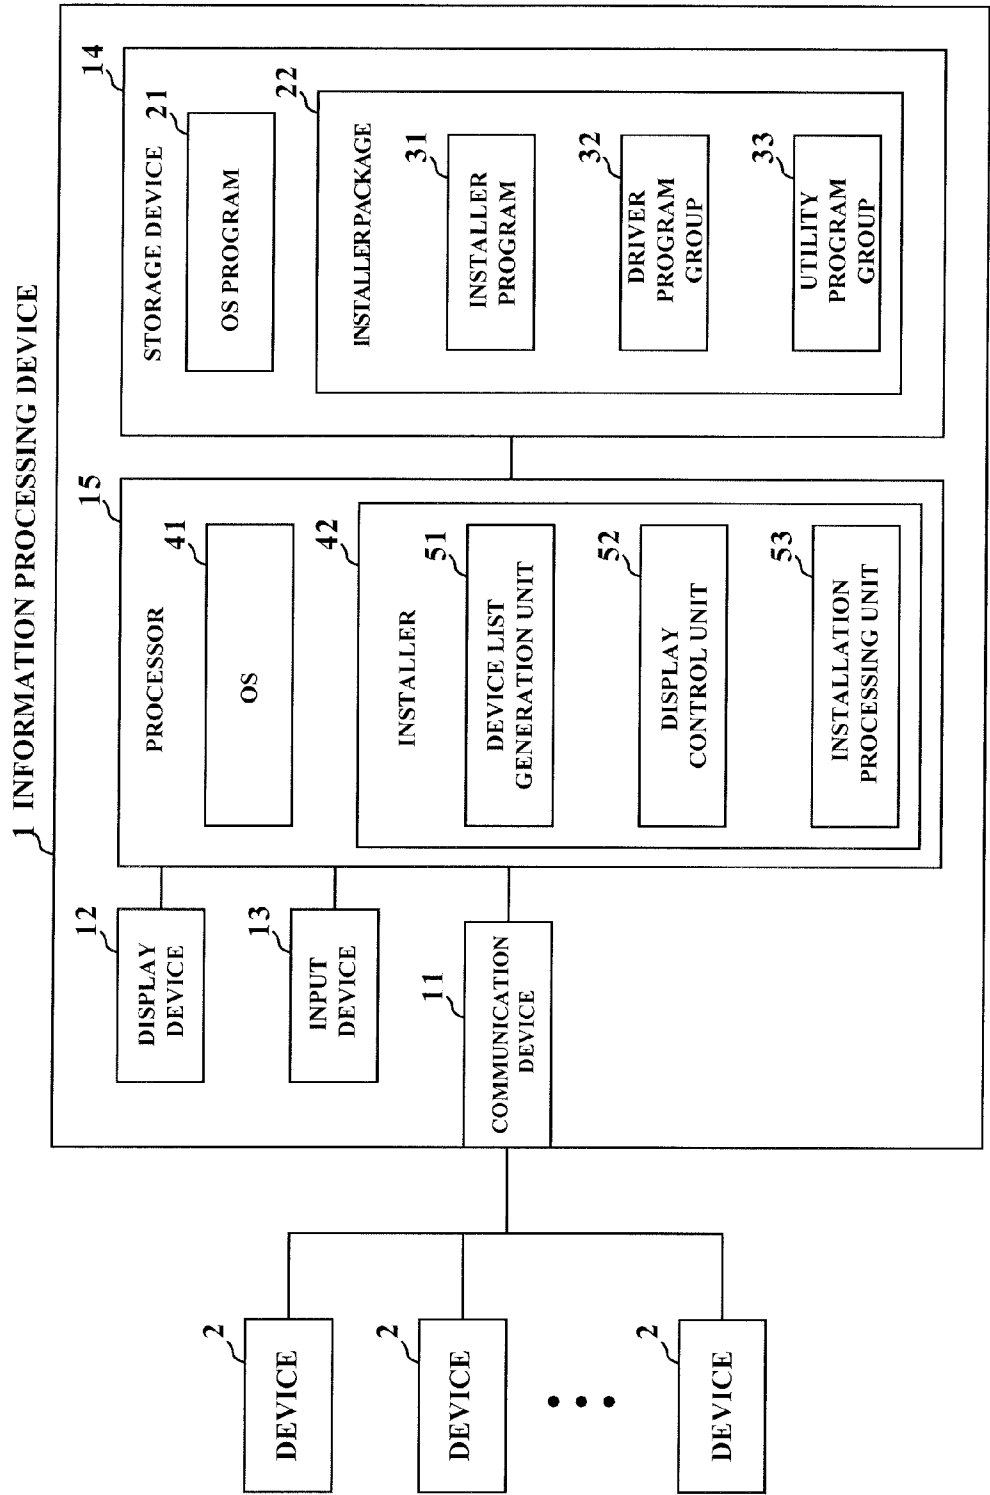 1 INFORMATION PROCESSING DEVICE
2
DEVICE
2
DEVICE
2
DEVICE
12
DISPLAY
DEVICE
13
INPUT
DEVICE
11
COMMUNICATION
DEVICE
15
PROCESSOR
41
OS
42
INSTALLER
51
DEVICE LIST
GENERATION UNIT
52
DISPLAY
CONTROL UNIT
53
INSTALLATION
PROCESSING UNIT
14
STORAGE DEVICE
21
OS PROGRAM
22
INSTALLERPACKAGE
31
INSTALLER
PROGRAM
32
DRIVER
PROGRAM
GROUP
33
UTILITY
PROGRAM
GROUP